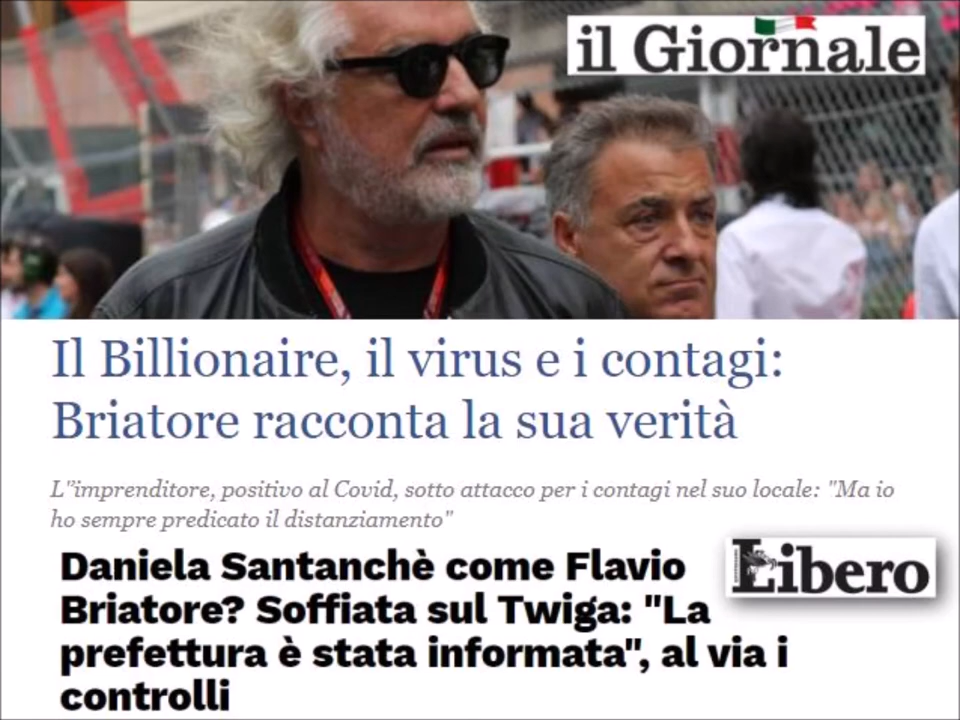 il Giornale
Il Billionaire, il virus e i contagi:
Briatore racconta la sua verità
L"imprenditore, positivo al Covid, sotto attacco per i contagi nel suo locale: "Ma io
ho sempre predicato il distanziamento"
Daniela Santanchè come Flavio
Libero
Briatore? Soffiata sul Twiga: "La
prefettura è stata informata", al via i
controlli